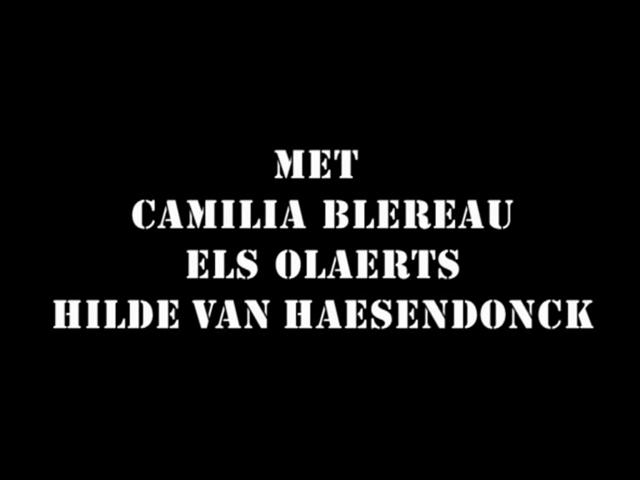 MET
CAMILIA BLEREAU
ELS OLAERTS
HILDE VAN HAESENDONCK